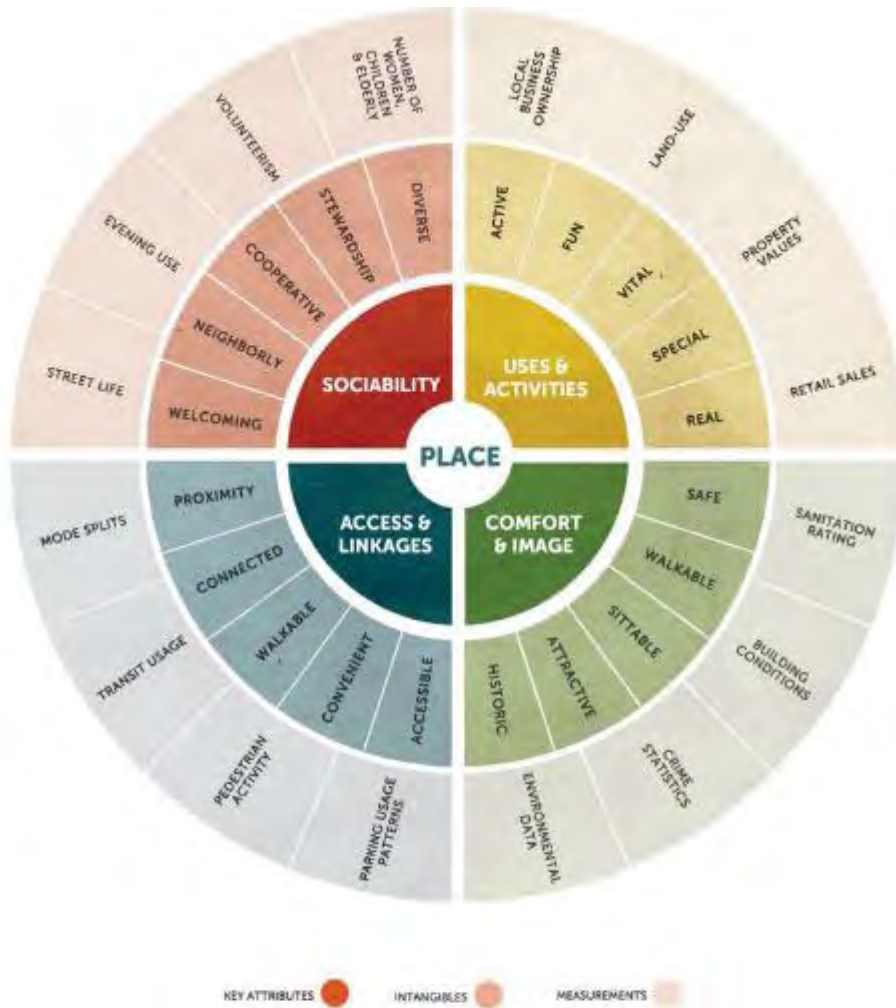 NUMBER OF
WOMEN,
CHILDREN
& ELDERLY
VOLUNTEERISM
EVENING USE
STREET LIFE
DIVERSE
STEWARDSHIP
COOPERATIVE
NEIGHBORLY
WELCOMING
SOCIABILITY
LOCAL
BUSINESS
OWNERSHIP
LAND-USE
PROPERTY
VALUES
RETAIL SALES
ACTIVE
FUN
VITAL
SPECIAL
REAL
USES &
ACTIVITIES
PLACE
ACCESS &
LINKAGES
PROXIMITY
CONNECTED
WALKABLE
CONVENIENT
ACCESSIBLE
MODE SPLITS
TRANSIT USAGE
PEDESTRIAN
ACTIVITY
PARKING USAGE
PATTERNS
COMFORT
& IMAGE
SAFE
WALKABLE
SITTABLE
ATTRACTIVE
HISTORIC
SANITATION
RATING
BUILDING
CONDITIONS
CRIME
STATISTICS
ENVIRONMENTAL
DATA
KEY ATTRIBUTES
INTANGIBLES
MEASUREMENTS